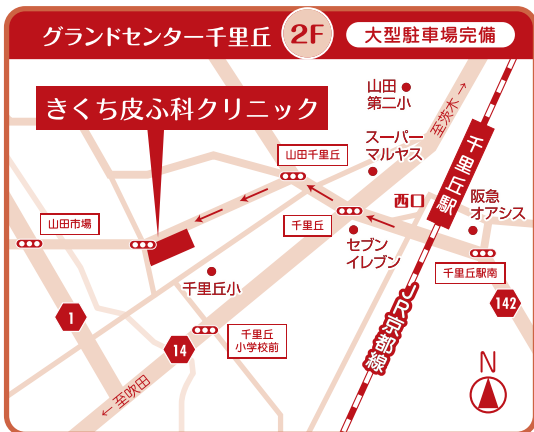 グランドセンター千里丘
2F
大型駐車場完備
きくち皮ふ科クリニック
山田
第二小
至茨木→
スーパー
マルヤス
千里丘駅
山田千里丘
西口
阪急
オアシス
山田市場
千里丘
セブン
イレブン
千里丘駅南
千里丘小
142
1
JR京都線
14
千里丘
小学校前
←至吹田
N